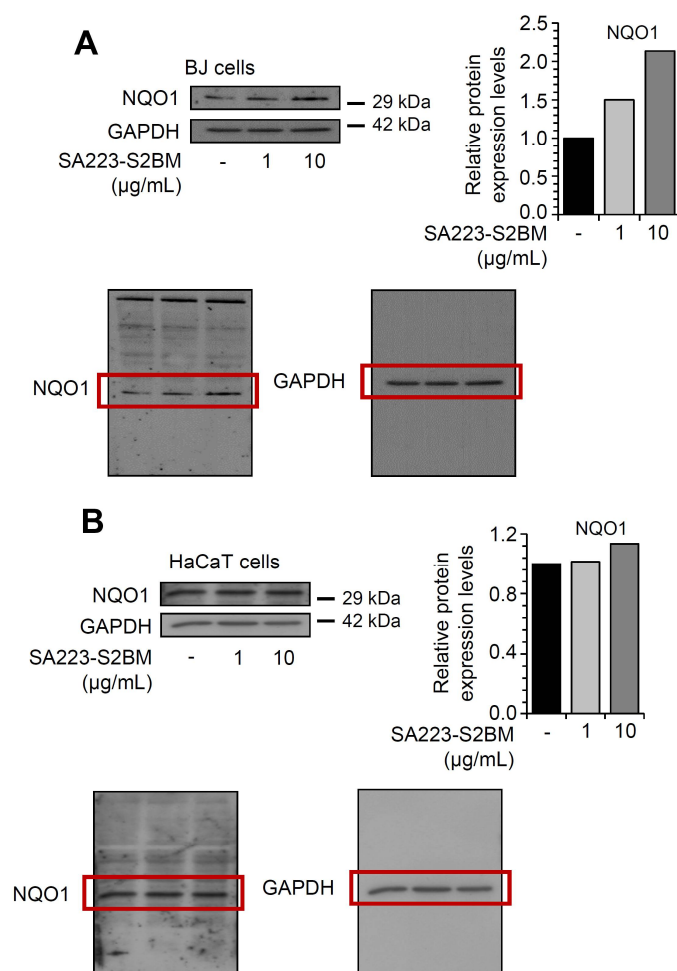 A
BJ cells
NQO1
29 kDa
GAPDH
42 kDa
SA223-S2BM - 1 10
(µg/mL)
NQO1
Relative protein
expression levels
2.5
2.0
1.5
1.0
0.5
0.0
SA223-S2BM - 1 10
(µg/mL)
NQO1
GAPDH
B
HaCaT cells
NQO1
29 kDa
GAPDH
42 kDa
SA223-S2BM - 1 10
(µg/mL)
NQO1
Relative protein
expression levels
1.2
0.8
0.4
0.0
SA223-S2BM - 1 10
(µg/mL)
NQO1
GAPDH